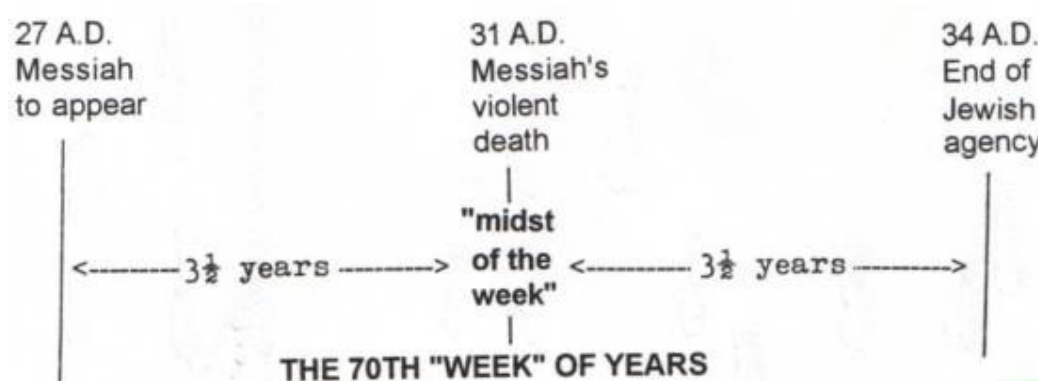 27 A.D.
Messiah
to appear
31 A.D.
Messiah's
violent
death
34 A.D.
End of
Jewish
agency
"midst
of the
week"
<--------- 3½ years ---------->
<---------- 3½ years ---------->
THE 70TH "WEEK" OF YEARS